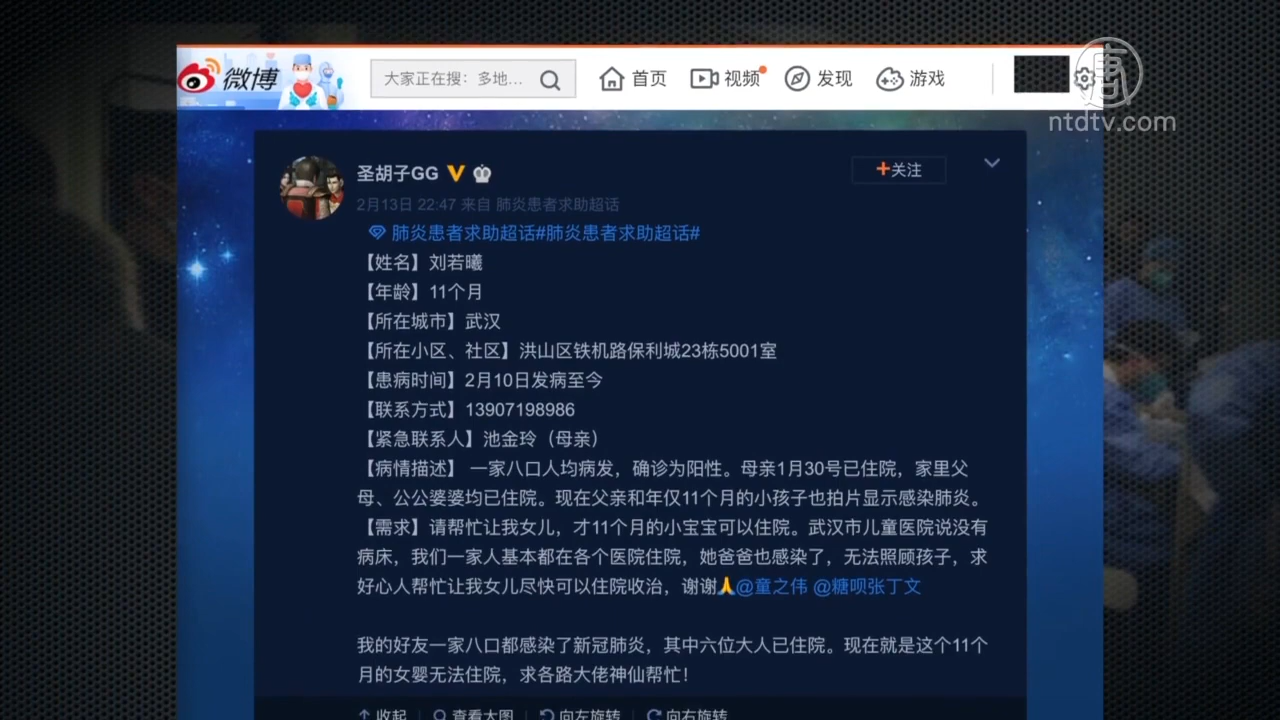 微博
大家正在搜：多地...
首页
视频
发现
游戏
唐
ntdtv.com
圣胡子GG
+关注
2月13日 22:47 来自 肺炎患者求助超话
肺炎患者求助超话#肺炎患者求助超话#
【姓名】刘若曦
【年龄】11个月
【所在城市】武汉
【所在小区、社区】洪山区铁机路保利城23栋5001室
【患病时间】2月10日发病至今
【联系方式】13907198986
【紧急联系人】池金玲（母亲）
【病情描述】 一家八口人均病发，确诊为阳性。母亲1月30号已住院，家里父
母、公公婆婆均已住院。现在父亲和年仅11个月的小孩子也拍片显示感染肺炎。
【需求】请帮忙让我女儿，才11个月的小宝宝可以住院。武汉市儿童医院说没有
病床，我们一家人基本都在各个医院住院，她爸爸也感染了，无法照顾孩子，求
好心人帮忙让我女儿尽快可以住院收治，谢谢🙏@童之伟 @糖呗张丁文
我的好友一家八口都感染了新冠肺炎，其中六位大人已住院。现在就是这个11个
月的女婴无法住院，求各路大佬神仙帮忙！
收起
查看大图
向左旋转
向右旋转